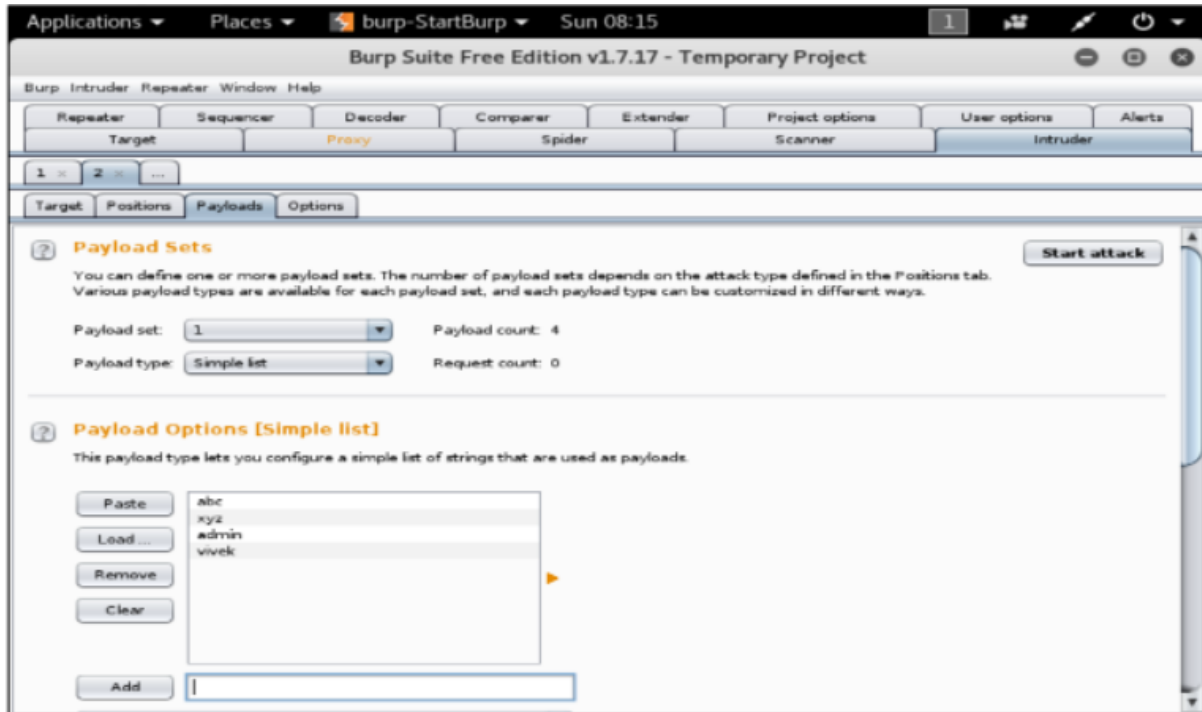 Applications Places burp-StartBurp Sun 08:15 1
Burp Suite Free Edition v1.7.17 - Temporary Project
Burp Intruder Repeater Window Help
Repeater Sequencer Decoder Comparer Extender Project options User options Alerts
Target Proxy Spider Scanner Intruder
1 × 2 × ...
Target Positions Payloads Options
? Payload Sets Start attack
You can define one or more payload sets. The number of payload sets depends on the attack type defined in the Positions tab.
Various payload types are available for each payload set, and each payload type can be customized in different ways.
Payload set: 1 Payload count: 4
Payload type: Simple list Request count: 0
? Payload Options [Simple list]
This payload type lets you configure a simple list of strings that are used as payloads.
Paste abc
xyz
Load ... admin
vivek
Remove
Clear
Add